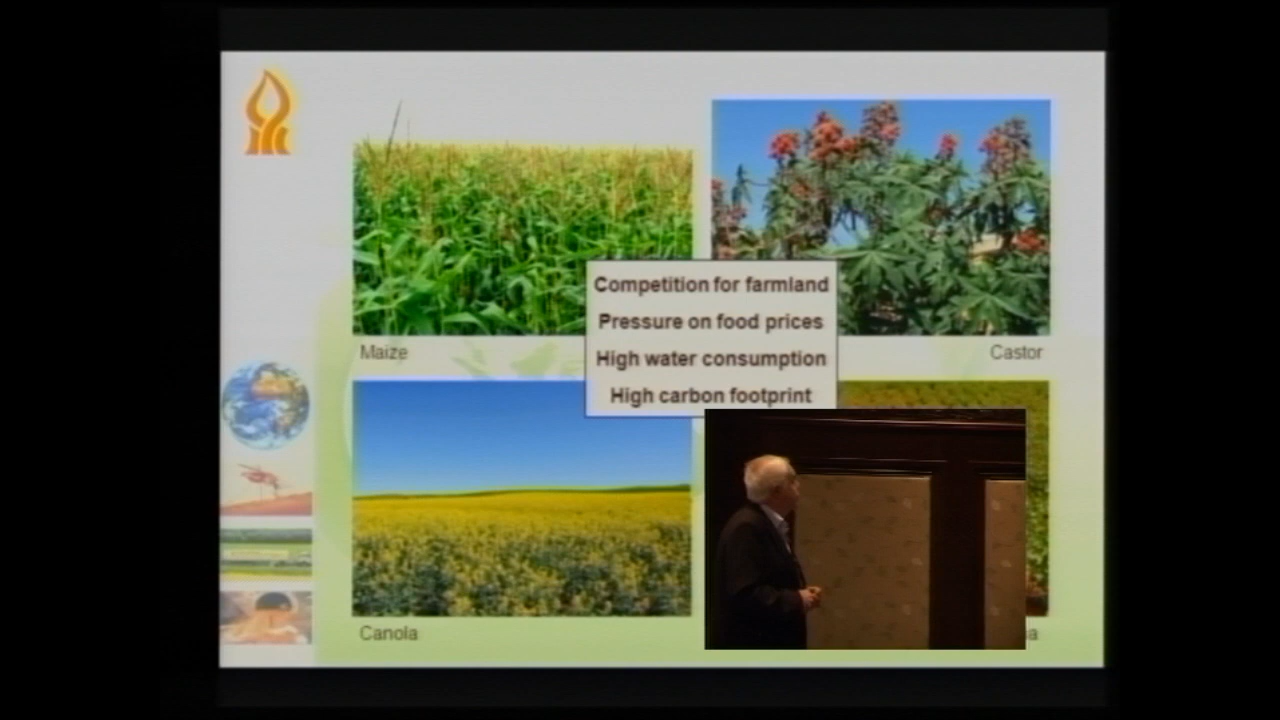 Competition for farmland
Pressure on food prices
High water consumption
High carbon footprint
Maize
Castor
Canola